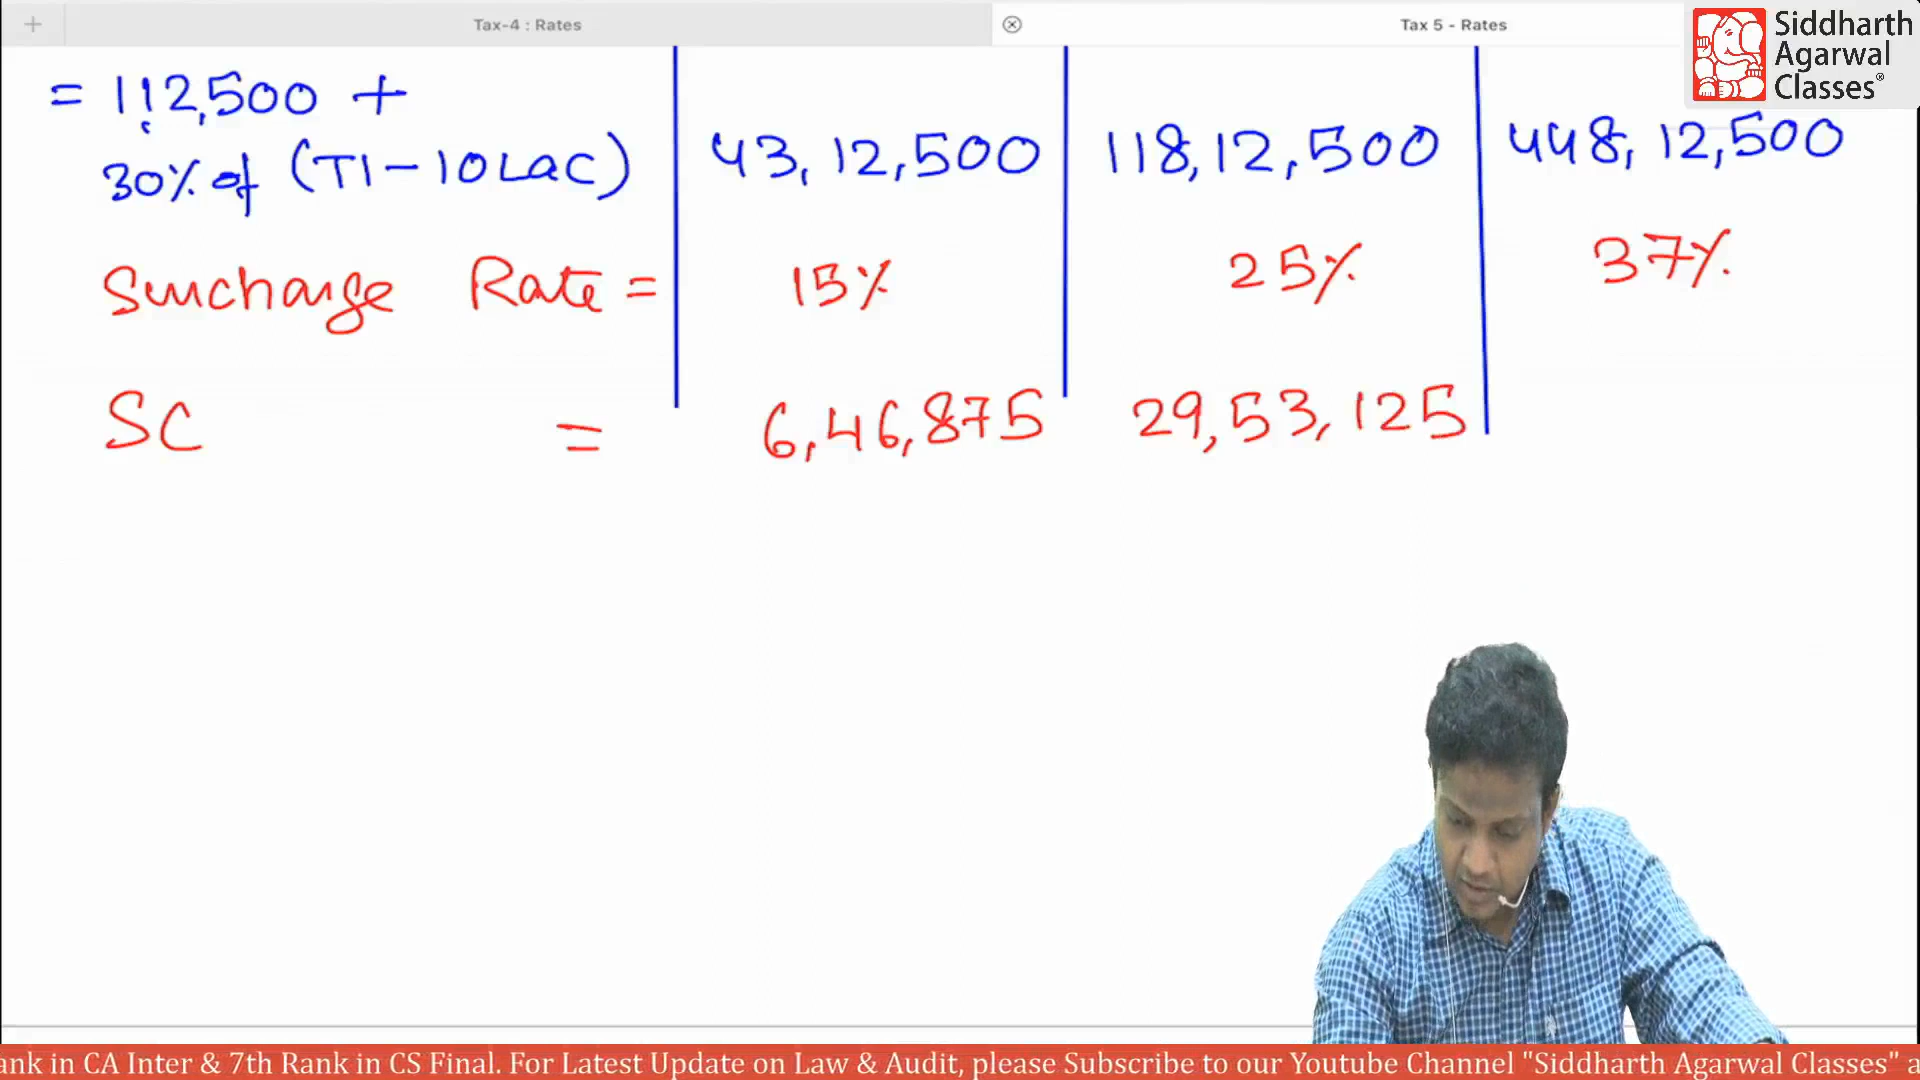 Tax-4 : Rates
Tax 5 - Rates
Siddharth
Agarwal
Classes®
= 112,500 +
30% of (TI - 10 Lac)
43,12,500
118,12,500
448,12,500
Surcharge Rate =
15%
25%
37%
SC =
6,46,875
29,53,125
ank in CA Inter & 7th Rank in CS Final. For Latest Update on Law & Audit, please Subscribe to our Youtube Channel "Siddharth Agarwal Classes" a